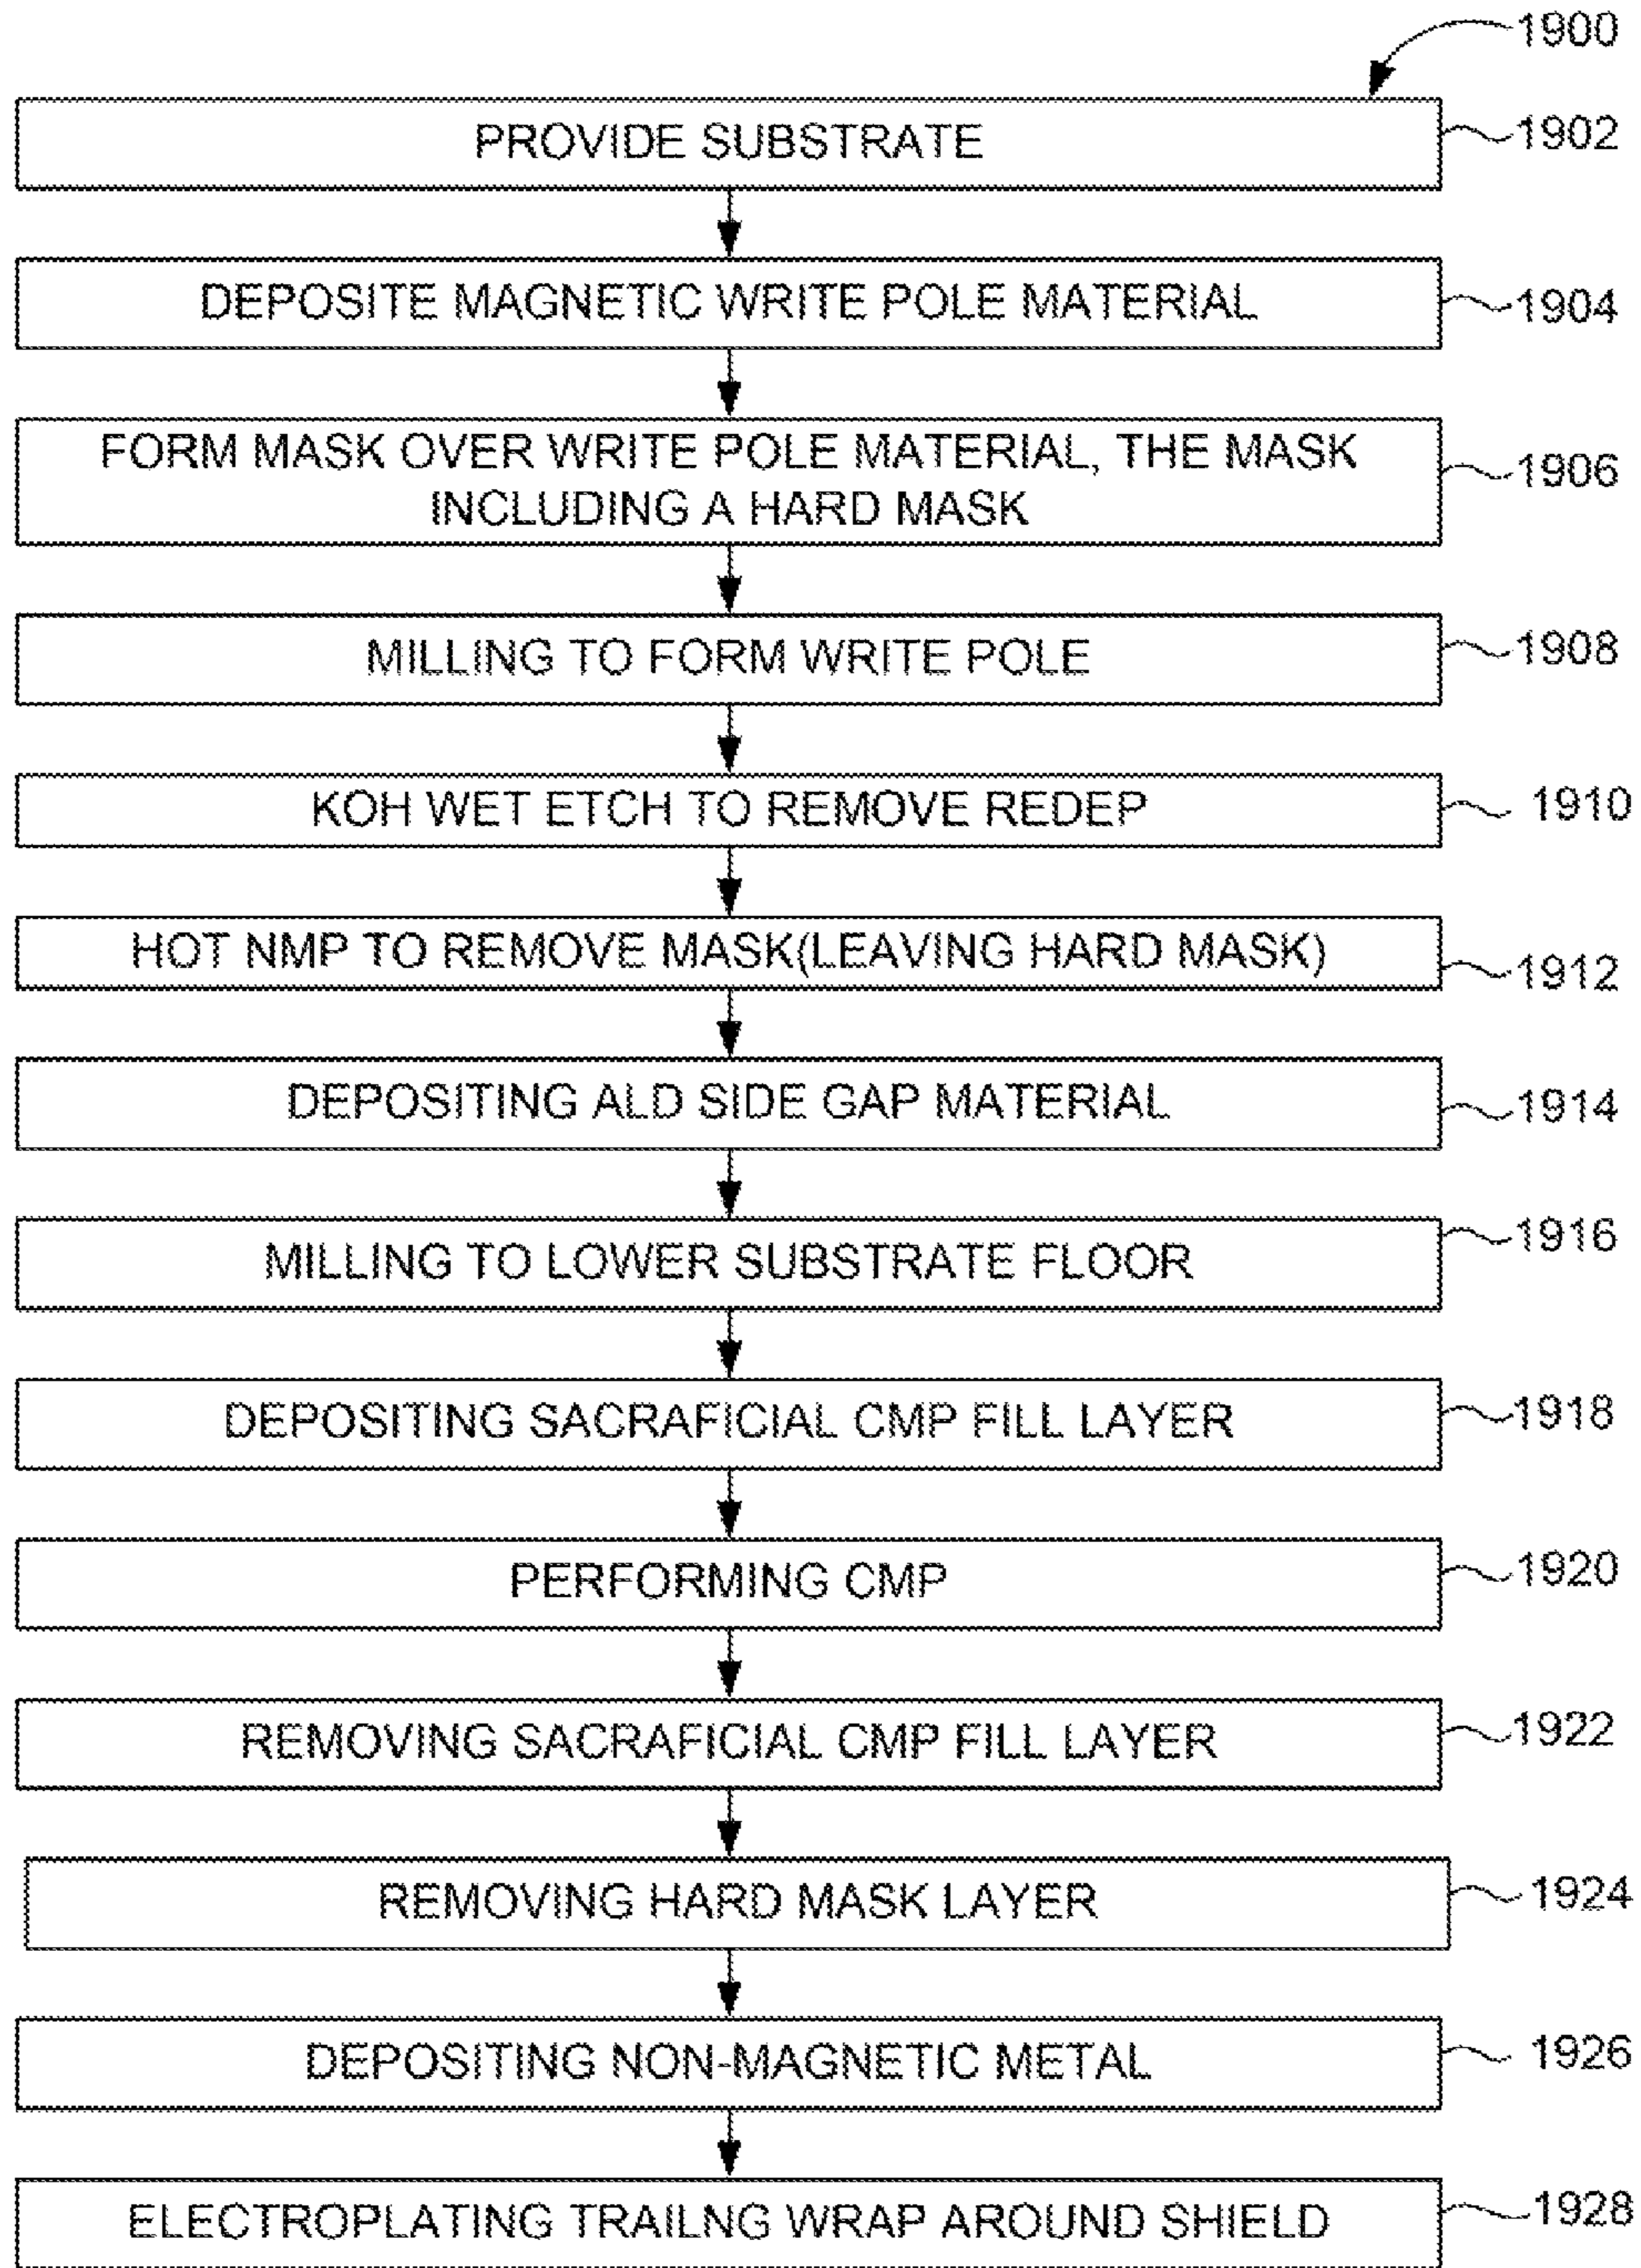 1900
PROVIDE SUBSTRATE 1902
DEPOSITE MAGNETIC WRITE POLE MATERIAL 1904
FORM MASK OVER WRITE POLE MATERIAL, THE MASK
INCLUDING A HARD MASK 1906
MILLING TO FORM WRITE POLE 1908
KOH WET ETCH TO REMOVE REDEP 1910
HOT NMP TO REMOVE MASK(LEAVING HARD MASK) 1912
DEPOSITING ALD SIDE GAP MATERIAL 1914
MILLING TO LOWER SUBSTRATE FLOOR 1916
DEPOSITING SACRAFICIAL CMP FILL LAYER 1918
PERFORMING CMP 1920
REMOVING SACRAFICIAL CMP FILL LAYER 1922
REMOVING HARD MASK LAYER 1924
DEPOSITING NON-MAGNETIC METAL 1926
ELECTROPLATING TRAILNG WRAP AROUND SHIELD 1928